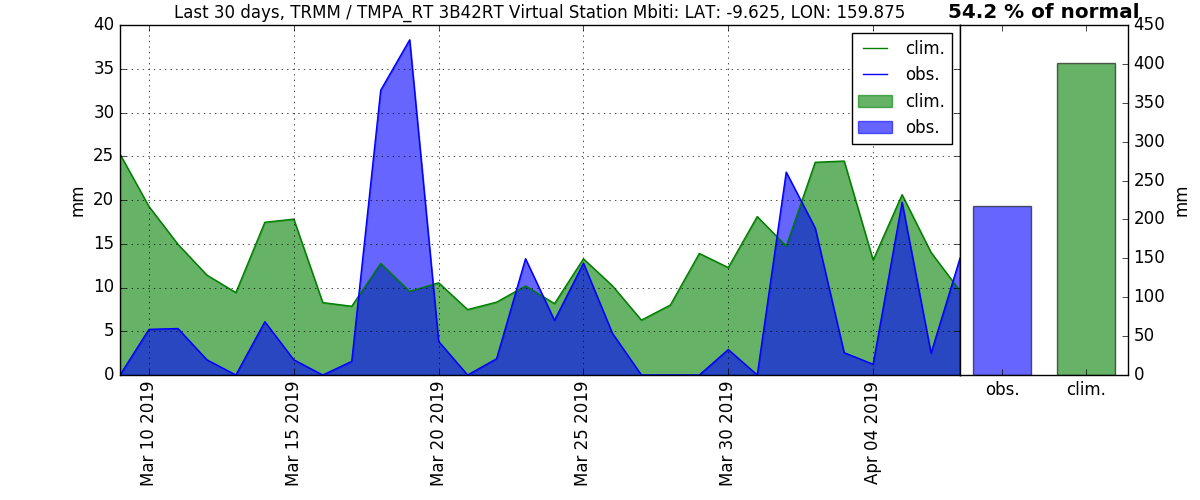 Last 30 days, TRMM / TMPA_RT 3B42RT Virtual Station Mbiti: LAT: -9.625, LON: 159.875
54.2 % of normal
40
35
30
25
20
15
10
5
0
mm
clim.
obs.
clim.
obs.
450
400
350
300
250
200
150
100
50
0
mm
Mar 10 2019
Mar 15 2019
Mar 20 2019
Mar 25 2019
Mar 30 2019
Apr 04 2019
obs.
clim.